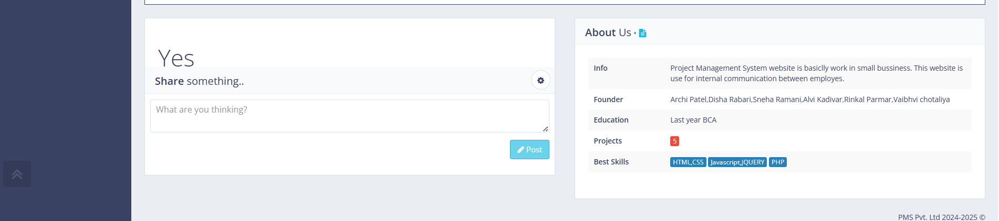 Yes
Share something..
What are you thinking?
Post
About Us •
Info
Project Management System website is basiclly work in small bussiness. This website is
use for internal communication between employes.
Founder
Archi Patel,Disha Rabari,Sneha Ramani,Alvi Kadivar,Rinkal Parmar,Vaibhvi chotaliya
Education
Last year BCA
Projects
5
Best Skills
HTML,CSS Javascript,JQUERY PHP
PMS Pvt. Ltd 2024-2025 ©